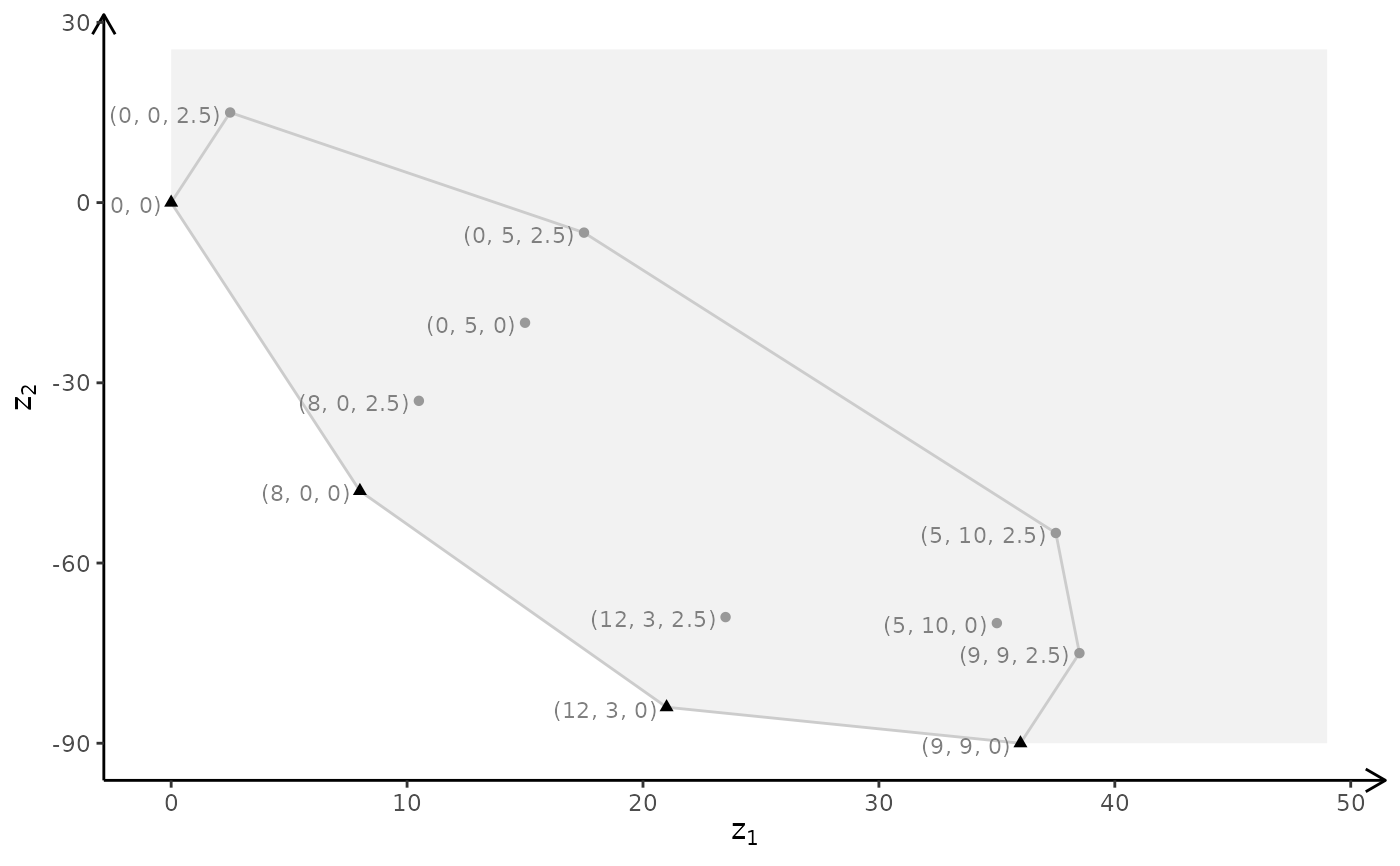 30
(0, 0, 2.5)
0
0, 0)
(0, 5, 2.5)
(0, 5, 0)
-30
(8, 0, 2.5)
z2
(8, 0, 0)
(5, 10, 2.5)
-60
(12, 3, 2.5)
(5, 10, 0)
(9, 9, 2.5)
(12, 3, 0)
-90
(9, 9, 0)
0 10 20 30 40 50
z1